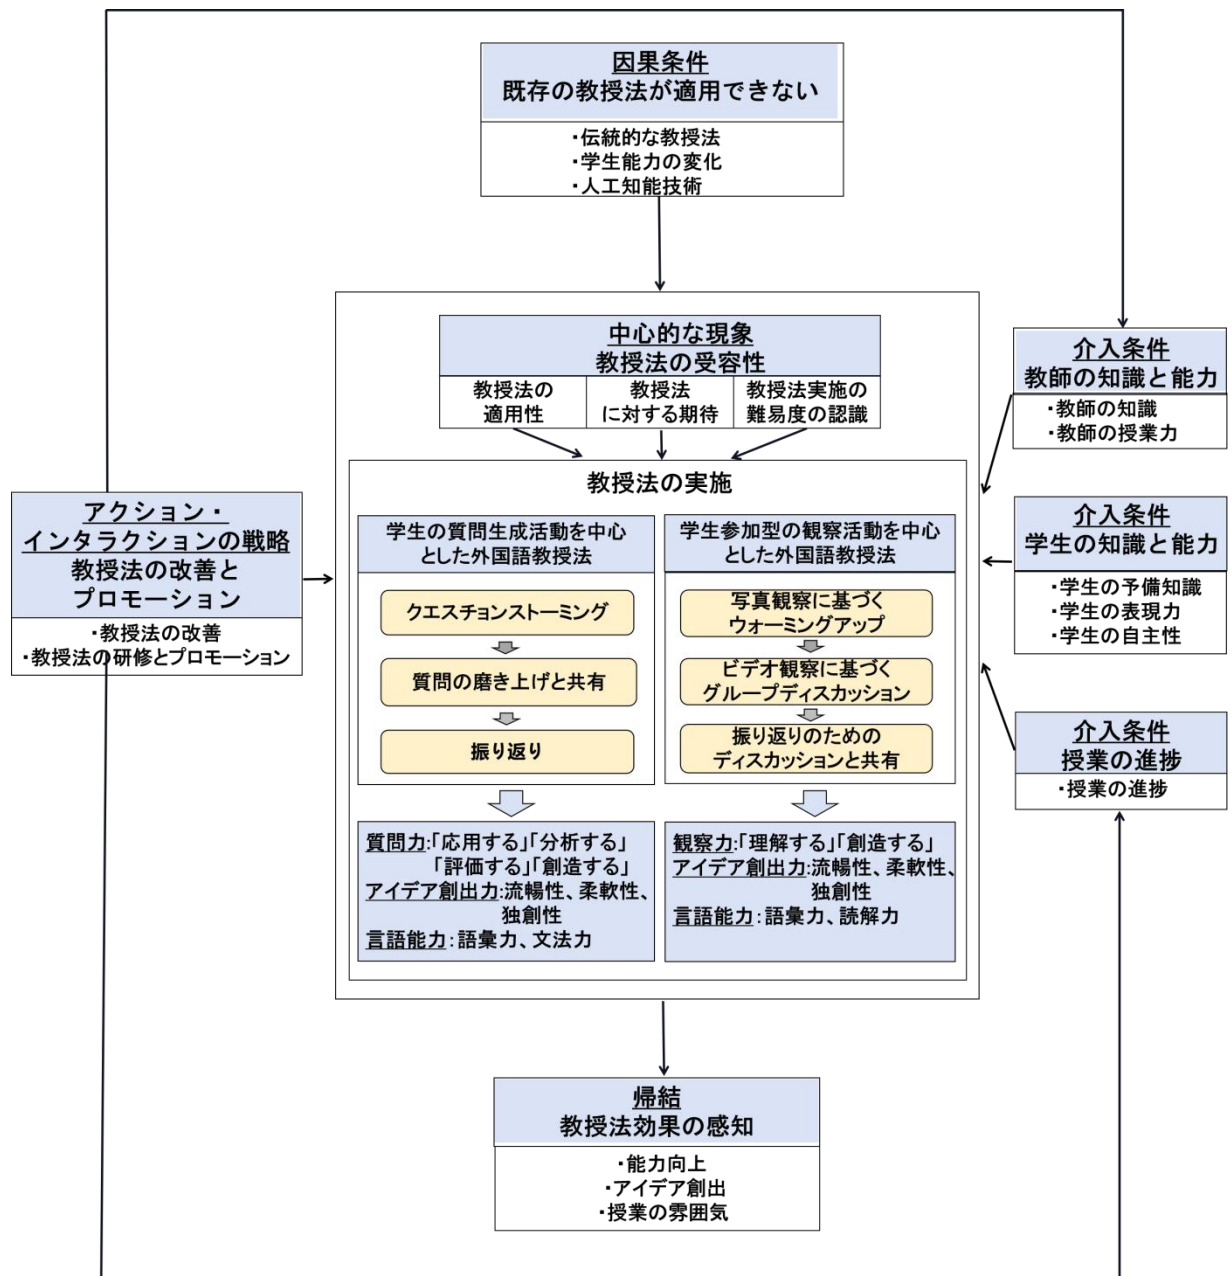 因果条件
既存の教授法が適用できない
・伝統的な教授法
・学生能力の変化
・人工知能技術
中心的な現象
教授法の受容性
教授法の
適用性
教授法
に対する期待
教授法実施の
難易度の認識
教授法の実施
学生の質問生成活動を中心
とした外国語教授法
クエスチョンストーミング
質問の磨き上げと共有
振り返り
質問力:「応用する」「分析する」
「評価する」「創造する」
アイデア創出力:流暢性、柔軟性、
独創性
言語能力:語彙力、文法力
学生参加型の観察活動を中心
とした外国語教授法
写真観察に基づく
ウォーミングアップ
ビデオ観察に基づく
グループディスカッション
振り返りのための
ディスカッションと共有
観察力:「理解する」「創造する」
アイデア創出力:流暢性、柔軟性、
独創性
言語能力:語彙力、読解力
アクション・
インタラクションの戦略
教授法の改善と
プロモーション
・教授法の改善
・教授法の研修とプロモーション
介入条件
教師の知識と能力
・教師の知識
・教師の授業力
介入条件
学生の知識と能力
・学生の予備知識
・学生の表現力
・学生の自主性
介入条件
授業の進捗
・授業の進捗
帰結
教授法効果の感知
・能力向上
・アイデア創出
・授業の雰囲気